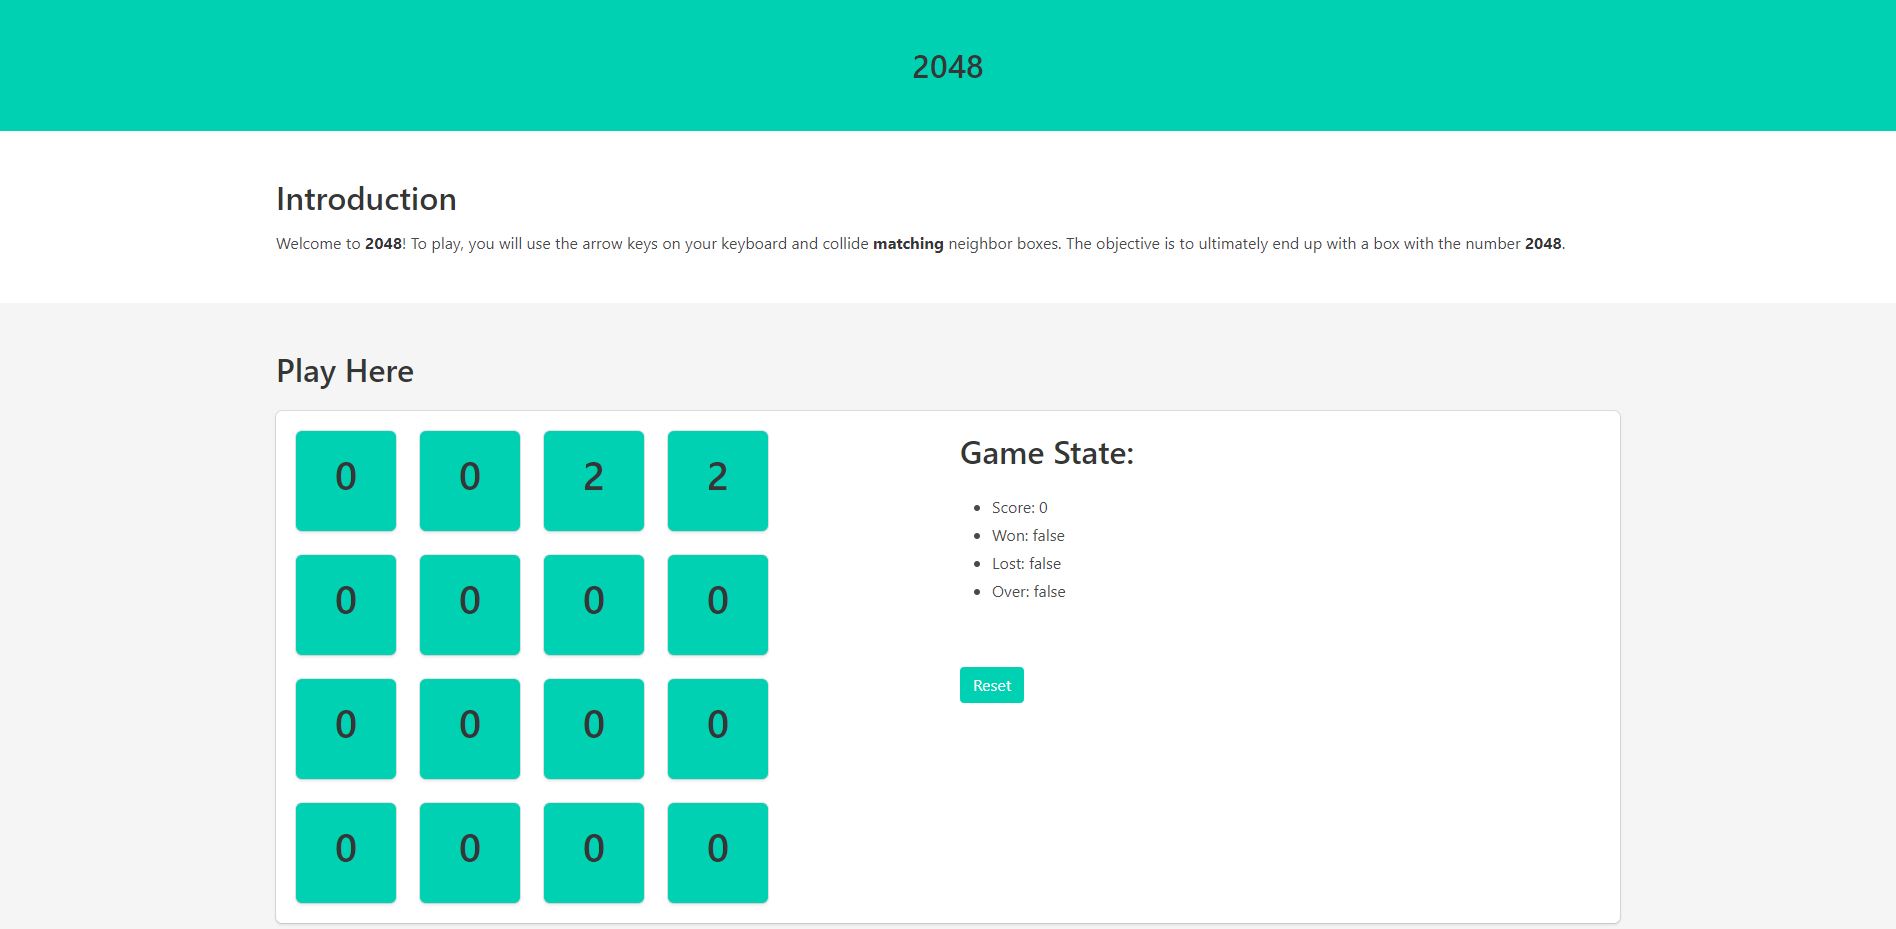 2048
Introduction
Welcome to 2048! To play, you will use the arrow keys on your keyboard and collide matching neighbor boxes. The objective is to ultimately end up with a box with the number 2048.
Play Here
0 0 2 2
0 0 0 0
0 0 0 0
0 0 0 0
Game State:
Score: 0
Won: false
Lost: false
Over: false
Reset